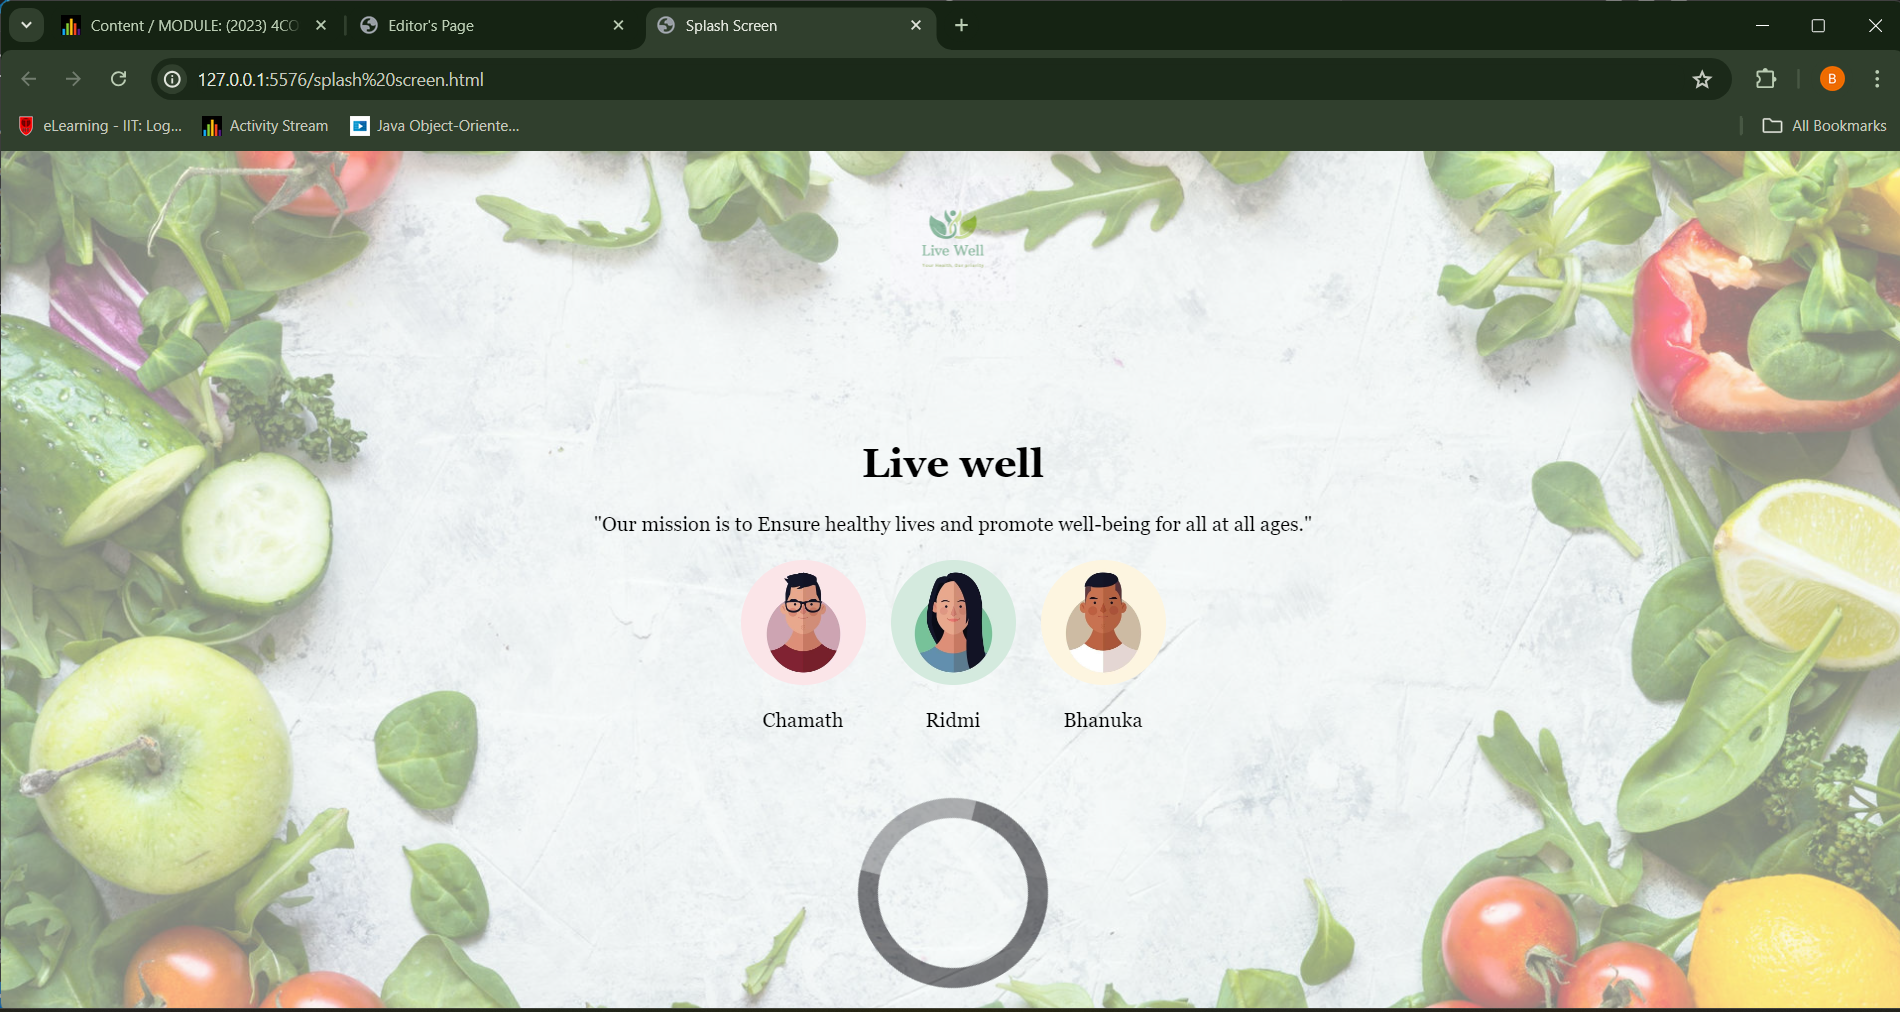 Content / MODULE: (2023) 4CO
Editor's Page
Splash Screen
127.0.0.1:5576/splash%20screen.html
B
eLearning - IIT: Log...
Activity Stream
Java Object-Oriente...
All Bookmarks
Live Well
Live well
"Our mission is to Ensure healthy lives and promote well-being for all at all ages."
Chamath
Ridmi
Bhanuka